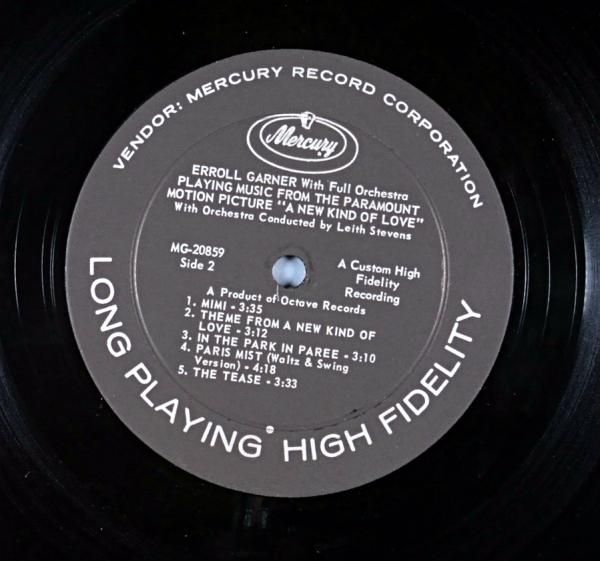 VENDOR: MERCURY RECORD CORPORATION
Mercury
ERROLL GARNER With Full Orchestra
PLAYING MUSIC FROM THE PARAMOUNT
MOTION PICTURE "A NEW KIND OF LOVE"
With Orchestra Conducted by Leith Stevens
MG-20859
Side 2
A Custom High
Fidelity
Recording
A Product of Octave Records
1. MIMI - 3:35
2. THEME FROM A NEW KIND OF
LOVE - 3:12
3. IN THE PARK IN PAREE - 3:10
4. PARIS MIST (Waltz & Swing
Version) - 4:18
5. THE TEASE - 3:33
LONG PLAYING HIGH FIDELITY